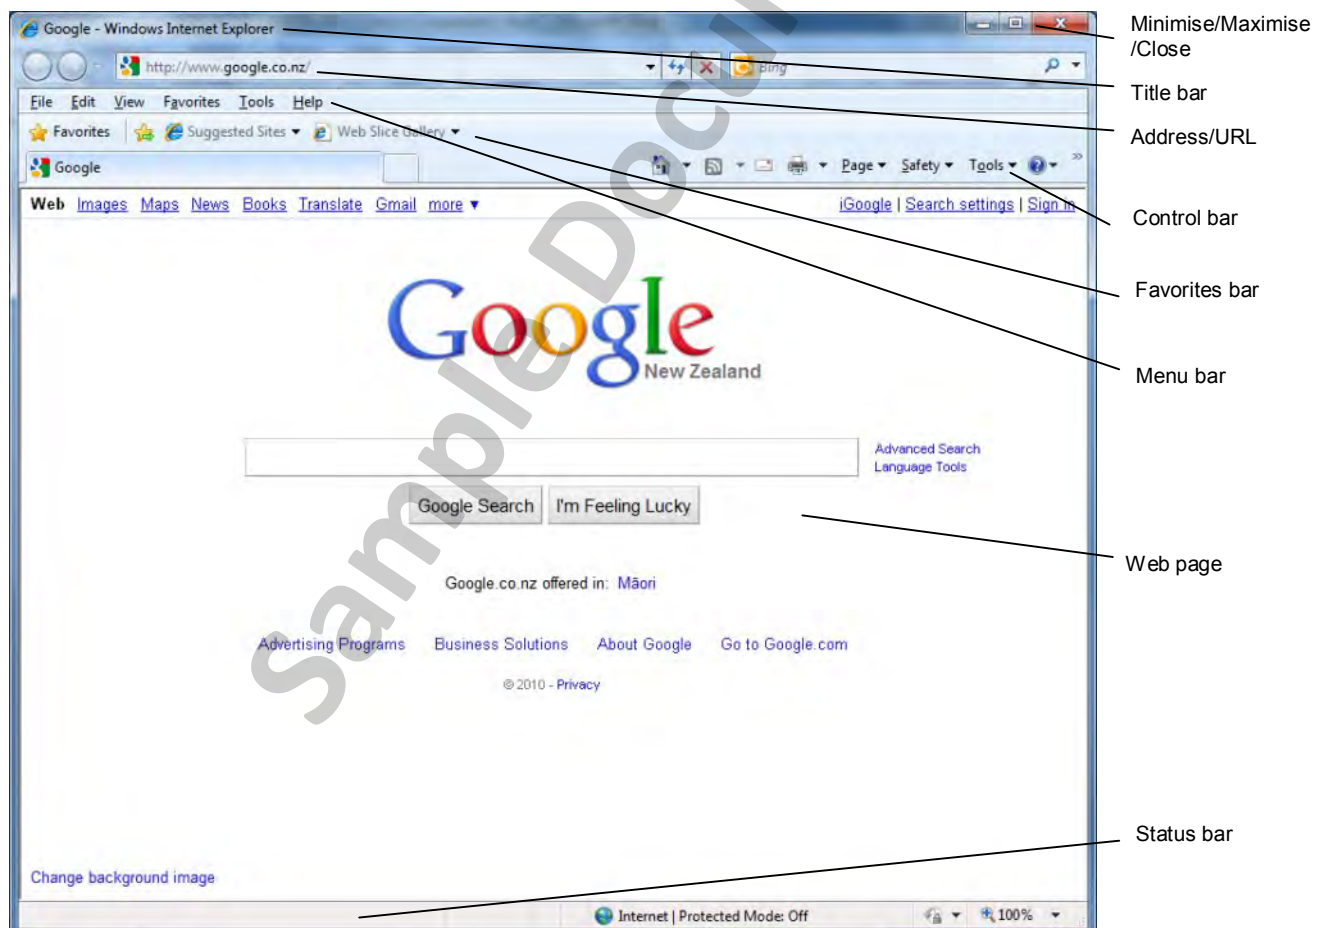 Google - Windows Internet Explorer
Minimise/Maximise
/Close
http://www.google.co.nz/
Bing
Title bar
File Edit View Favorites Tools Help
Favorites Suggested Sites Web Slice Gallery
Address/URL
Google
Page Safety Tools
Web Images Maps News Books Translate Gmail more
iGoogle | Search settings | Sign in
Control bar
Favorites bar
Google
New Zealand
Menu bar
Advanced Search
Language Tools
Google Search I'm Feeling Lucky
Web page
Google.co.nz offered in: Māori
Advertising Programs Business Solutions About Google Go to Google.com
© 2010 - Privacy
Status bar
Change background image
Internet | Protected Mode: Off
100%
Sample